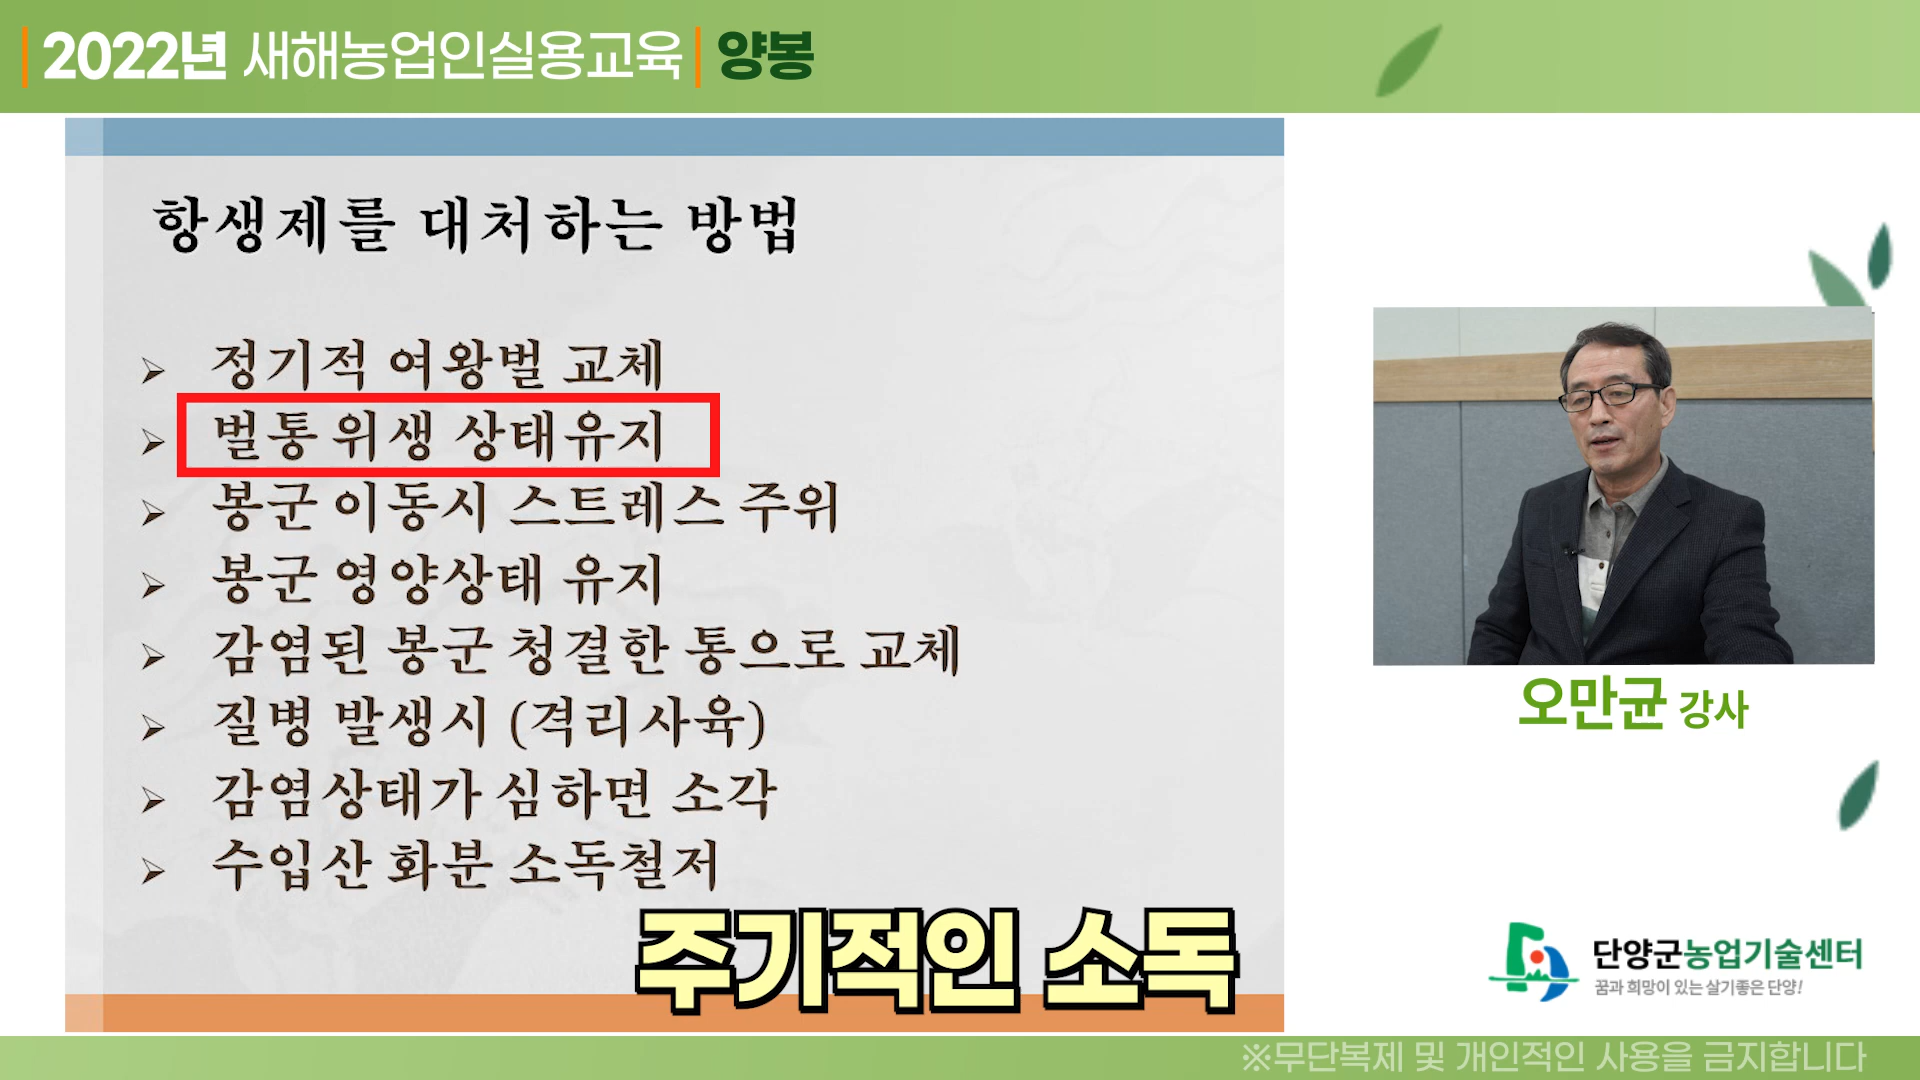 2022년 새해농업인실용교육 양봉
항생제를 대처하는 방법
➢ 정기적 여왕벌 교체
➢ 벌통 위생 상태유지
➢ 봉군 이동시 스트레스 주위
➢ 봉군 영양상태 유지
➢ 감염된 봉군 청결한 통으로 교체
➢ 질병 발생시 (격리사육)
➢ 감염상태가 심하면 소각
➢ 수입산 화분 소독철저
주기적인 소독
오만균 강사
단양군농업기술센터
꿈과 희망이 있는 살기좋은 단양!
※무단복제 및 개인적인 사용을 금지합니다